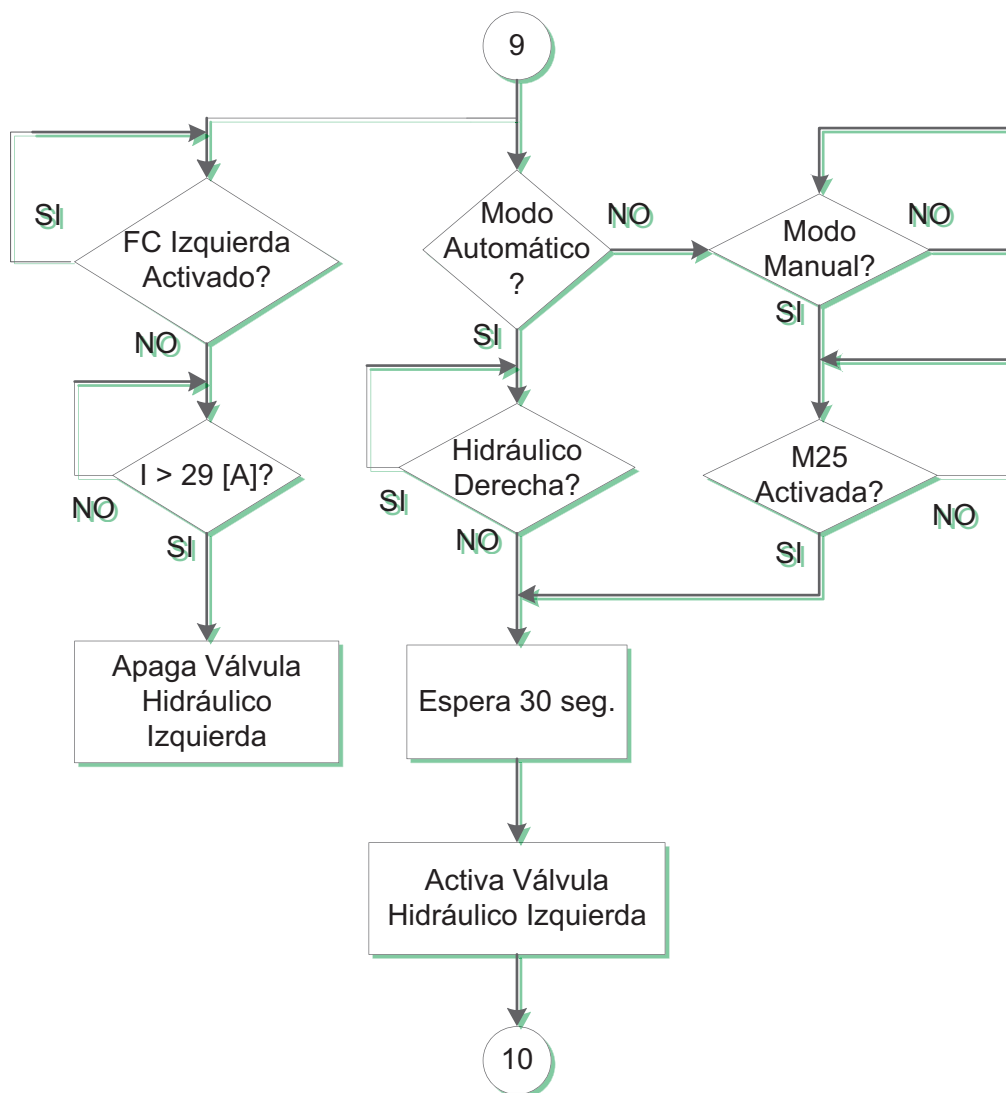 9
SI
FC Izquierda
Activado?
NO
Modo
Automático
?
NO
SI
Modo
Manual?
NO
SI
I > 29 [A]?
NO
SI
Hidráulico
Derecha?
SI
NO
M25
Activada?
NO
SI
Apaga Válvula
Hidráulico
Izquierda
Espera 30 seg.
Activa Válvula
Hidráulico Izquierda
10